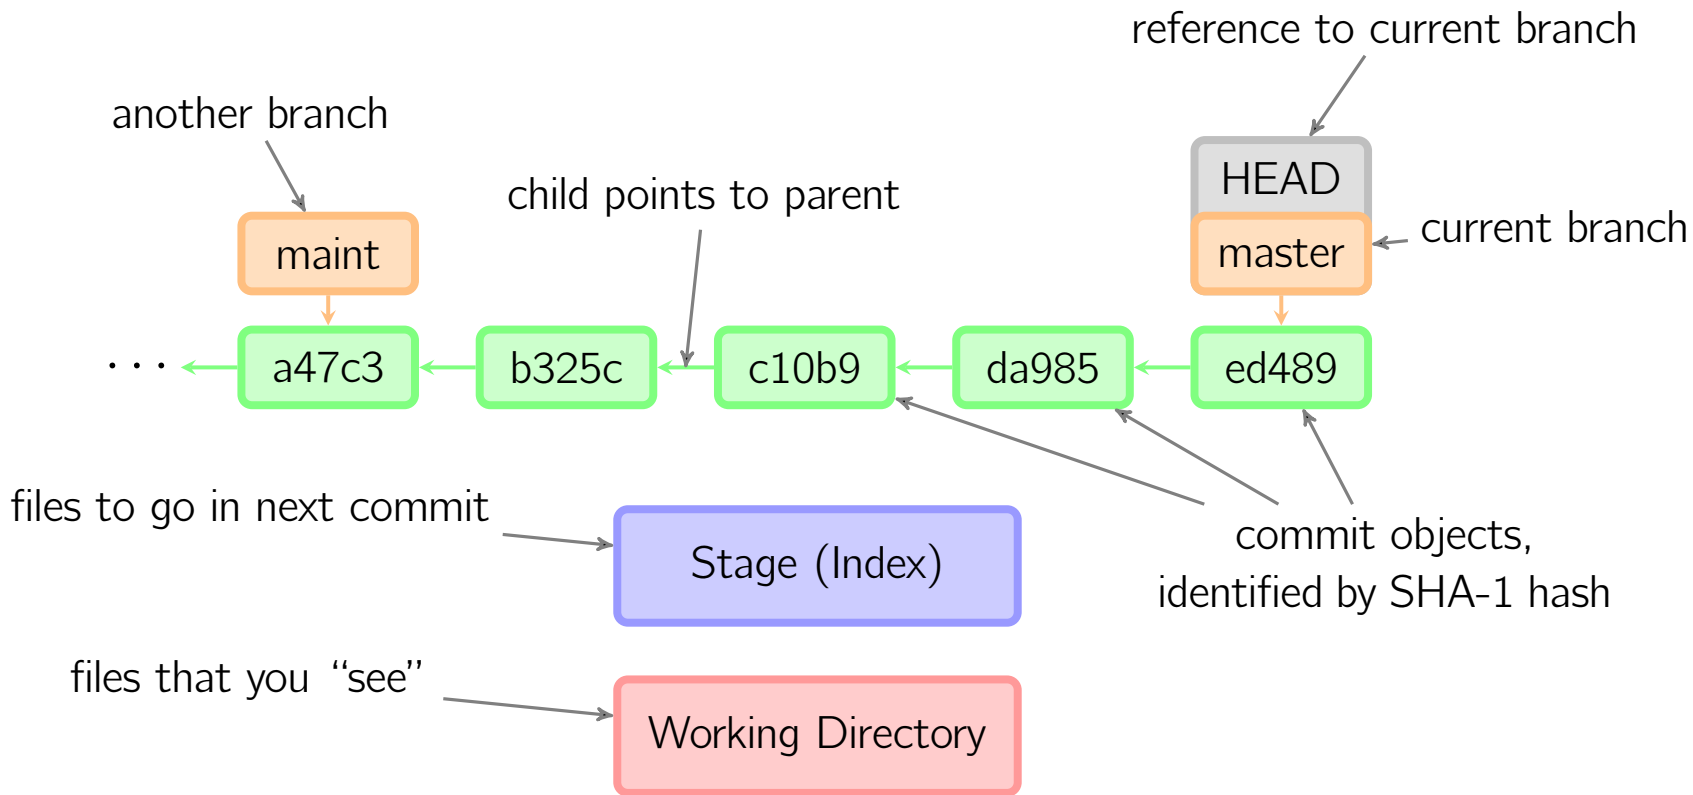 reference to current branch
another branch
HEAD
child points to parent
current branch
maint
master
· · ·
a47c3
b325c
c10b9
da985
ed489
files to go in next commit
Stage (Index)
commit objects,
identified by SHA-1 hash
files that you “see”
Working Directory